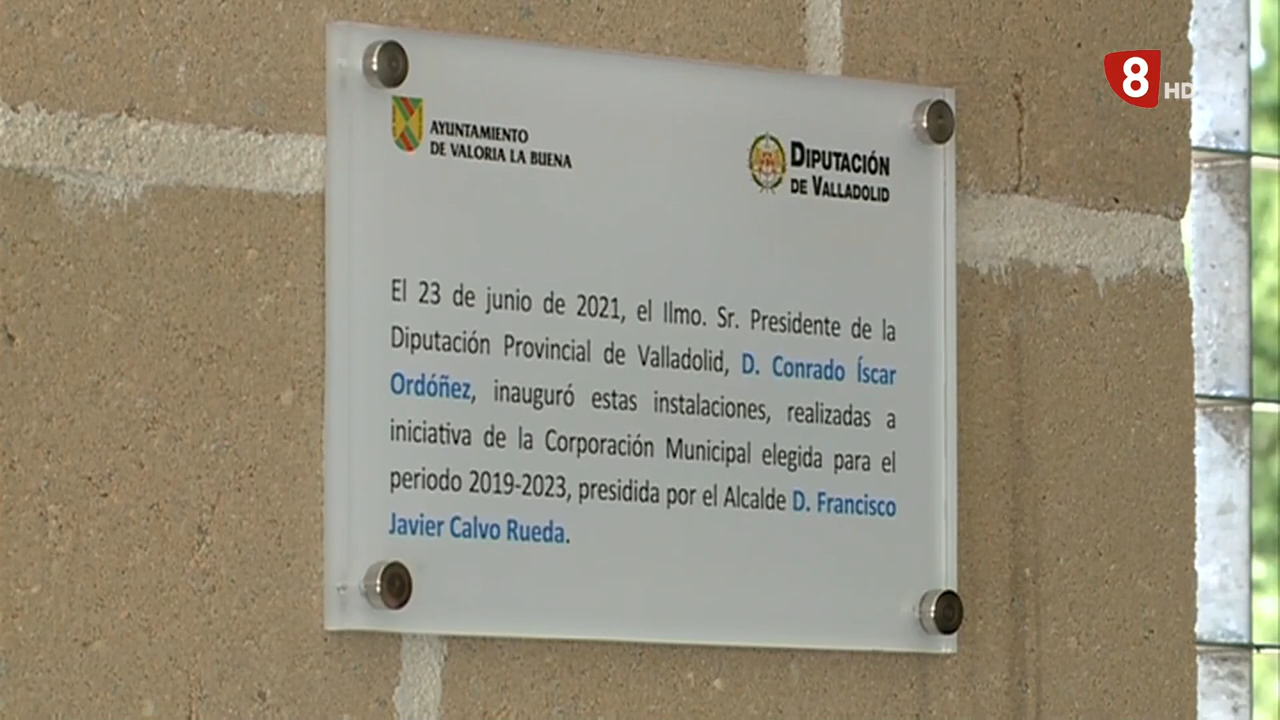 8 HD
AYUNTAMIENTO
DE VALORIA LA BUENA
DIPUTACIÓN
DE VALLADOLID
El 23 de junio de 2021, el Ilmo. Sr. Presidente de la
Diputación Provincial de Valladolid, D. Conrado Íscar
Ordóñez, inauguró estas instalaciones, realizadas a
iniciativa de la Corporación Municipal elegida para el
periodo 2019-2023, presidida por el Alcalde D. Francisco
Javier Calvo Rueda.